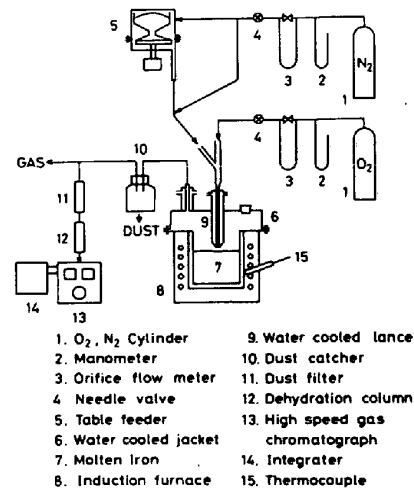 5
4
3
2
N2
1
4
3
2
O2
1
GAS
10
11
DUST
12
9
6
15
7
8
14
13
1. O2, N2 Cylinder
2. Manometer
3. Orifice flow meter
4 Needle valve
5. Table feeder
6. Water cooled jacket
7. Molten iron
8. Induction furnace
9. Water cooled lance
10. Dust catcher
11. Dust filter
12. Dehydration column
13. High speed gas
chromatograph
14. Integrater
15. Thermocouple